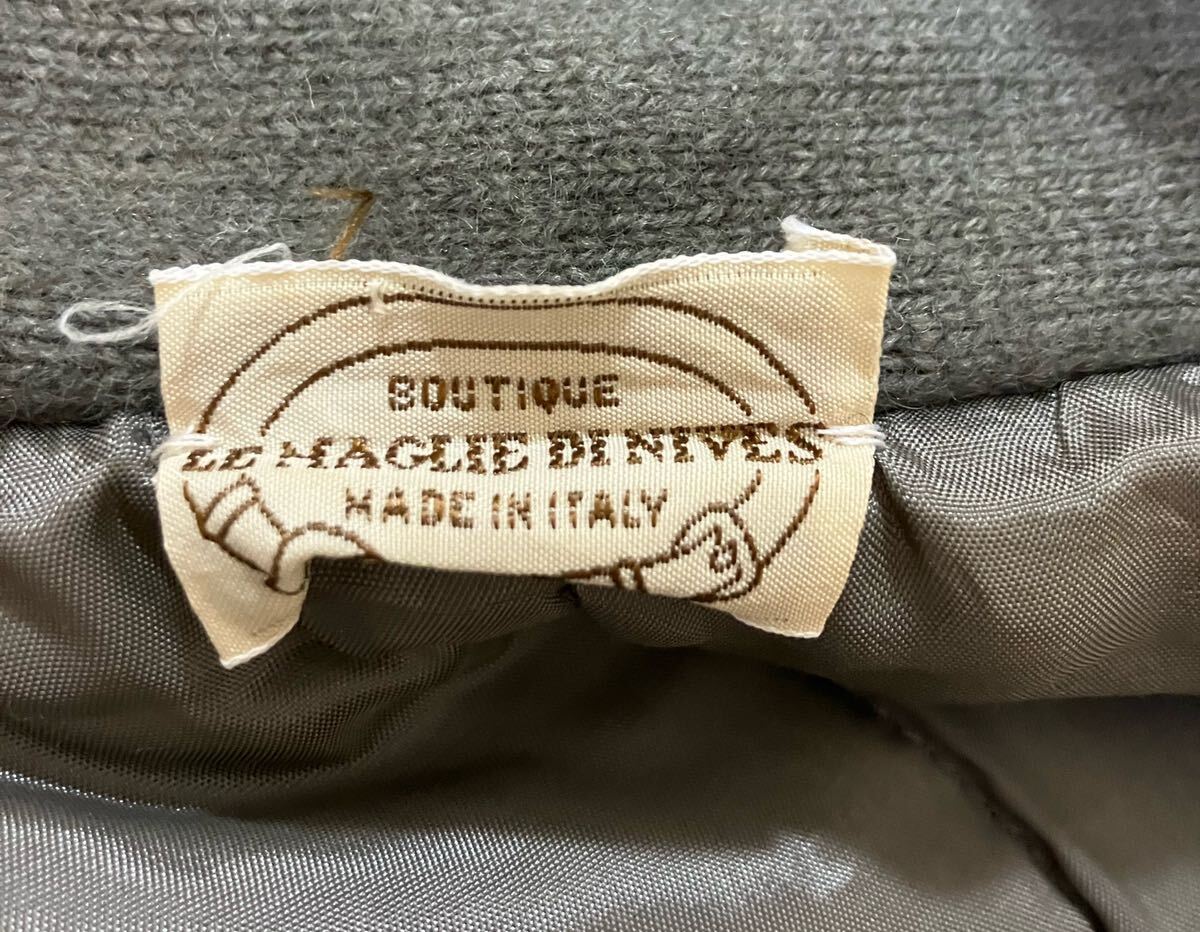 BOUTIQUE
LE MAGLIE DI NIVES
MADE IN ITALY